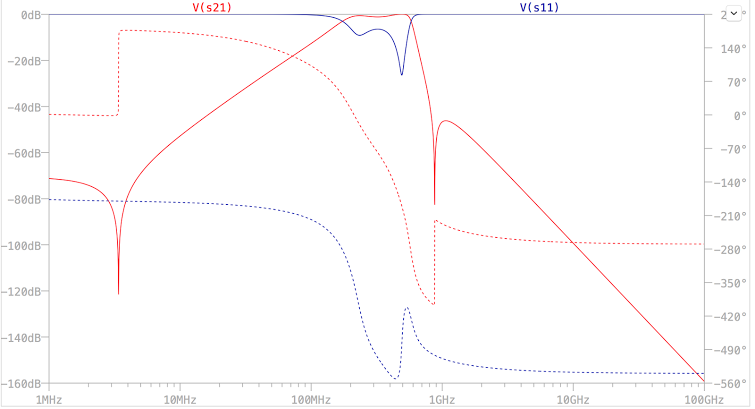 V(s21) V(s11)
0dB
-20dB 140°
-40dB 70°
-60dB 0°
-80dB -70°
-100dB -140°
-120dB -210°
-140dB -280°
-160dB -350°
-420°
-490°
-560°
1MHz 10MHz 100MHz 1GHz 10GHz 100GHz